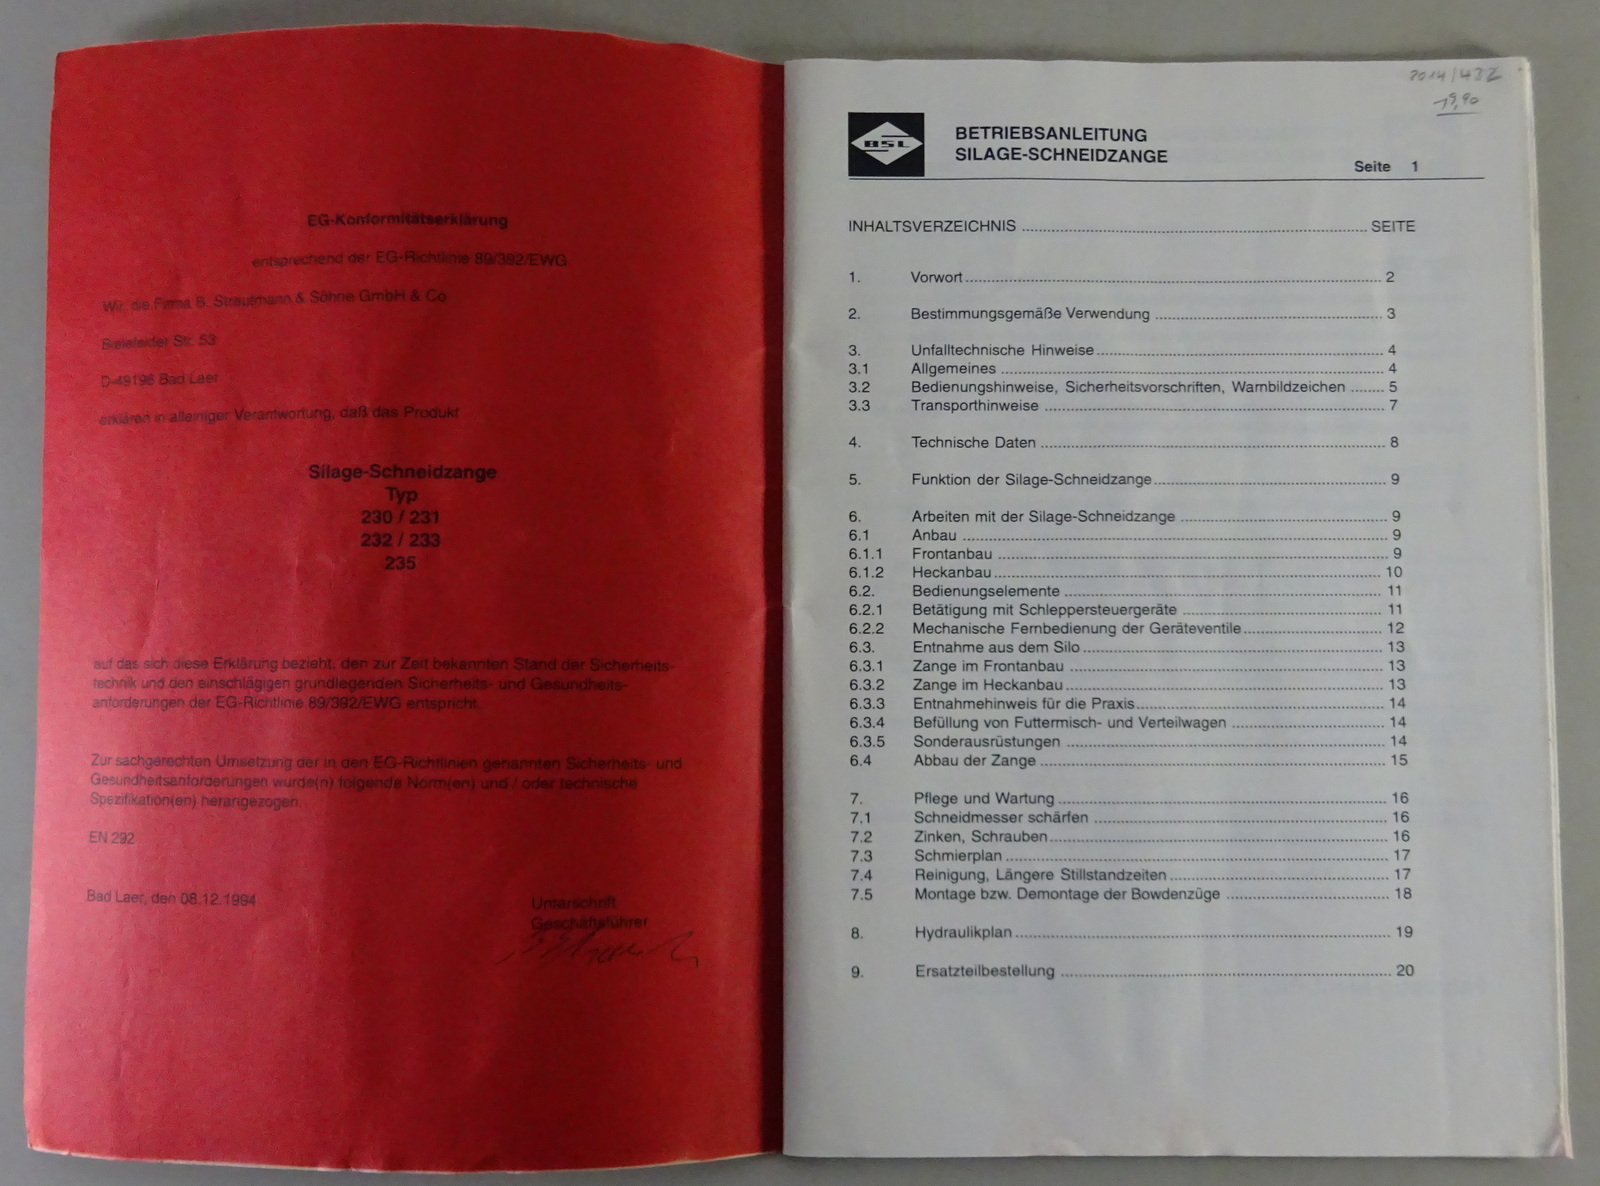 EG-Konformitätserklärung
entsprechend der EG-Richtlinie 89/392/EWG
Wir, die Firma B. Strautmann & Söhne GmbH & Co
Bielefelder Str. 53
D-49196 Bad Laer
erklären in alleiniger Verantwortung, daß das Produkt
Silage-Schneidzange
Typ
230 / 231
232 / 233
235
auf das sich diese Erklärung bezieht, den zur Zeit bekannten Stand der Sicherheits-
technik und den einschlägigen grundlegenden Sicherheits- und Gesundheits-
anforderungen der EG-Richtlinie 89/392/EWG entspricht.
Zur sachgerechten Umsetzung der in den EG-Richtlinien genannten Sicherheits- und
Gesundheitsanforderungen wurde(n) folgende Norm(en) und / oder technische
Spezifikation(en) herangezogen
EN 292
Bad Laer, den 08.12.1994
Unterschrift
Geschäftsführer
2014/432
19,90
BSL
BETRIEBSANLEITUNG
SILAGE-SCHNEIDZANGE
Seite 1
INHALTSVERZEICHNIS ........ SEITE
1. Vorwort ........ 2
2. Bestimmungsgemäße Verwendung ........ 3
3. Unfalltechnische Hinweise ........ 4
3.1 Allgemeines ........ 4
3.2 Bedienungshinweise, Sicherheitsvorschriften, Warnbildzeichen ........ 5
3.3 Transporthinweise ........ 7
4. Technische Daten ........ 8
5. Funktion der Silage-Schneidzange ........ 9
6. Arbeiten mit der Silage-Schneidzange ........ 9
6.1 Anbau ........ 9
6.1.1 Frontanbau ........ 9
6.1.2 Heckanbau ........ 10
6.2. Bedienungselemente ........ 11
6.2.1 Betätigung mit Schleppersteuergeräte ........ 11
6.2.2 Mechanische Fernbedienung der Geräteventile ........ 12
6.3. Entnahme aus dem Silo ........ 13
6.3.1 Zange im Frontanbau ........ 13
6.3.2 Zange im Heckanbau ........ 13
6.3.3 Entnahmehinweis für die Praxis ........ 14
6.3.4 Befüllung von Futtermisch- und Verteilwagen ........ 14
6.3.5 Sonderausrüstungen ........ 14
6.4 Abbau der Zange ........ 15
7. Pflege und Wartung ........ 16
7.1 Schneidmesser schärfen ........ 16
7.2 Zinken, Schrauben ........ 16
7.3 Schmierplan ........ 17
7.4 Reinigung, Längere Stillstandzeiten ........ 17
7.5 Montage bzw. Demontage der Bowdenzüge ........ 18
8. Hydraulikplan ........ 19
9. Ersatzteilbestellung ........ 20